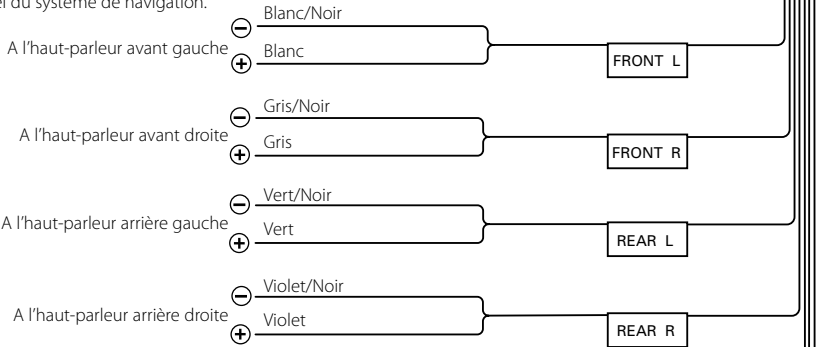 el du système de navigation.
Blanc/Noir
A l'haut-parleur avant gauche
⊖
⊕
Blanc
FRONT L
Gris/Noir
A l'haut-parleur avant droite
⊖
⊕
Gris
FRONT R
Vert/Noir
A l'haut-parleur arrière gauche
⊖
⊕
Vert
REAR L
Violet/Noir
A l'haut-parleur arrière droite
⊖
⊕
Violet
REAR R